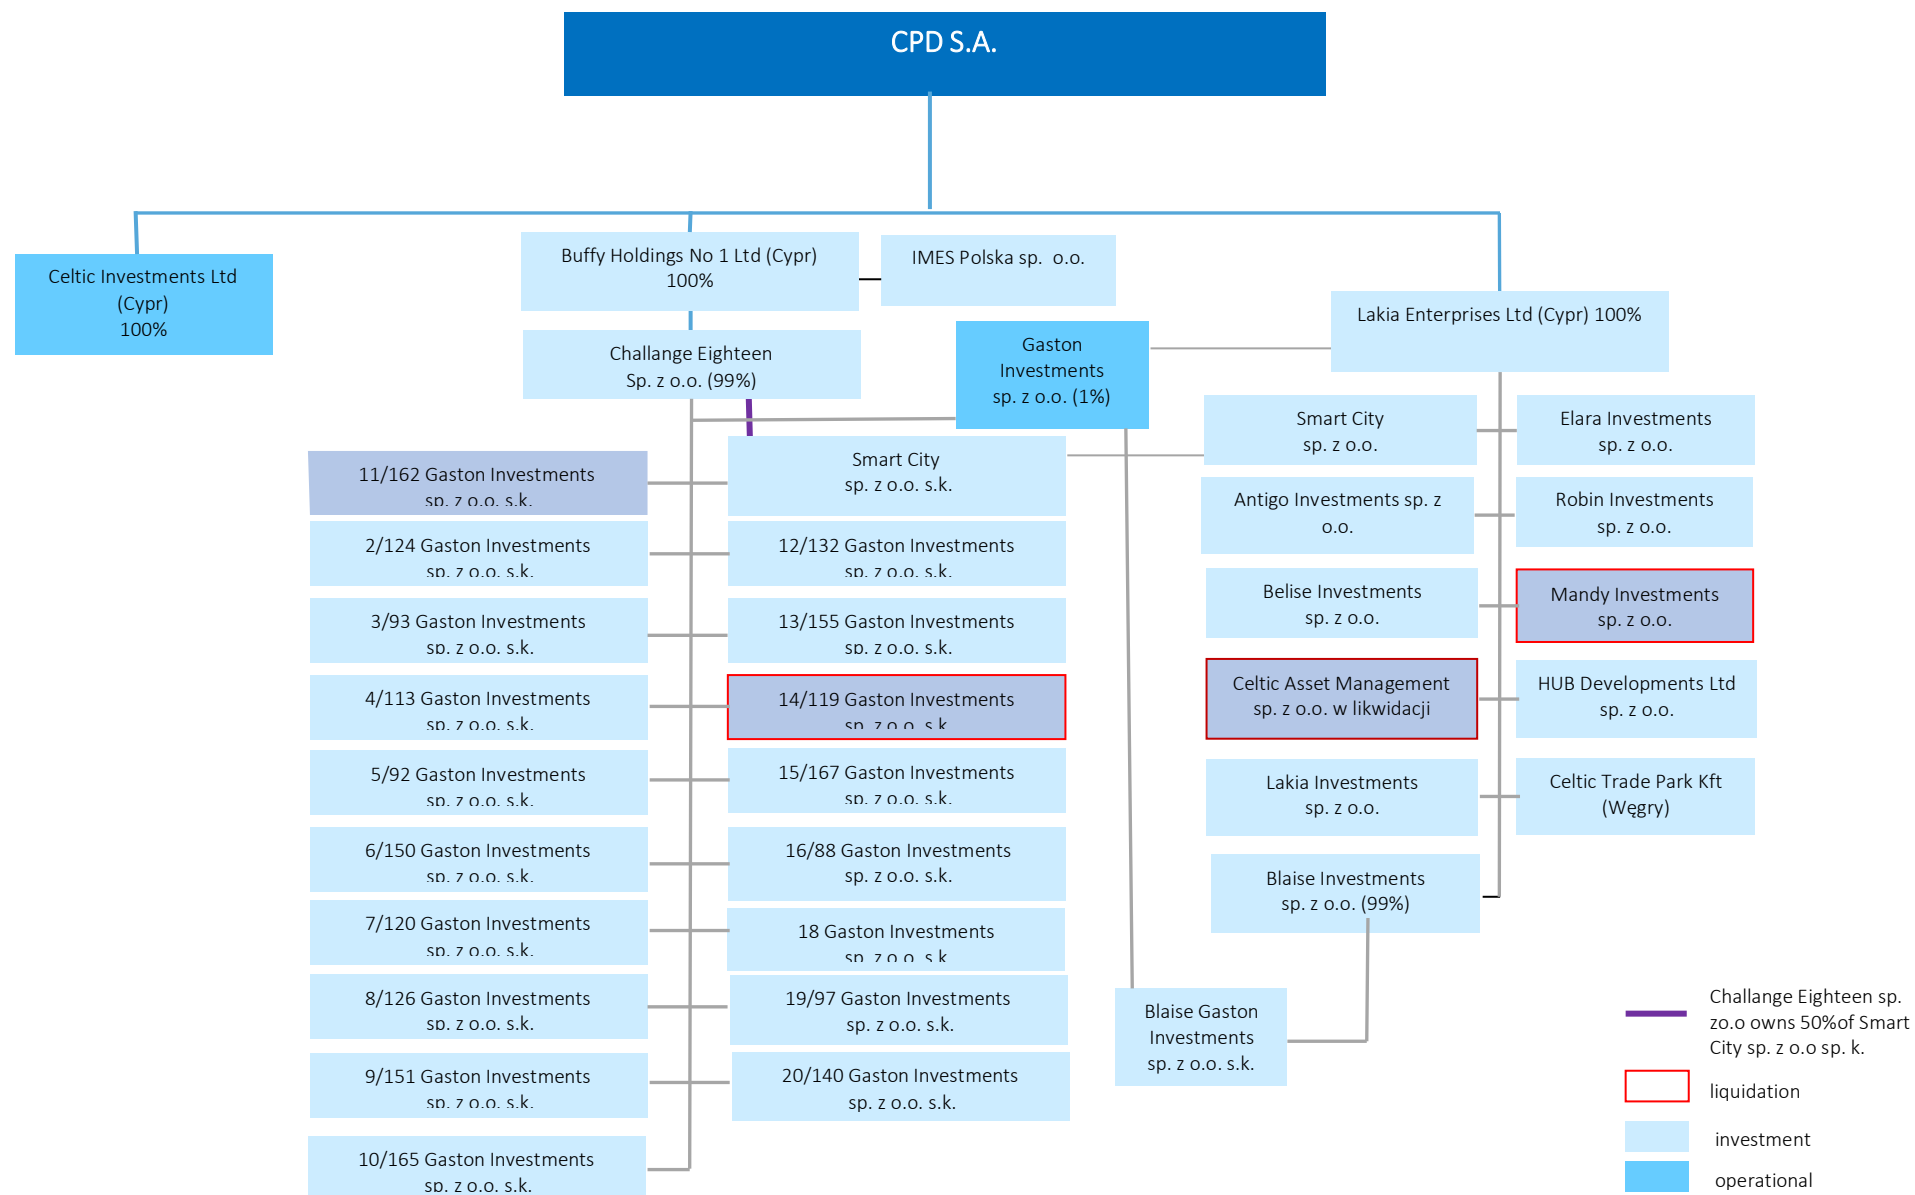 CPD S.A.
Celtic Investments Ltd
(Cypr)
100%
Buffy Holdings No 1 Ltd (Cypr)
100%
IMES Polska sp. o.o.
Lakia Enterprises Ltd (Cypr) 100%
Challange Eighteen
Sp. z o.o. (99%)
Gaston
Investments
sp. z o.o. (1%)
11/162 Gaston Investments
sp. z o.o. s.k.
2/124 Gaston Investments
sp. z o.o. s.k.
3/93 Gaston Investments
sp. z o.o. s.k.
4/113 Gaston Investments
sp. z o.o. s.k.
5/92 Gaston Investments
sp. z o.o. s.k.
6/150 Gaston Investments
sp. z o.o. s.k.
7/120 Gaston Investments
sp. z o.o. s.k.
8/126 Gaston Investments
sp. z o.o. s.k.
9/151 Gaston Investments
sp. z o.o. s.k.
10/165 Gaston Investments
sp. z o.o. s.k.
Smart City
sp. z o.o. s.k.
12/132 Gaston Investments
sp. z o.o. s.k.
13/155 Gaston Investments
sp. z o.o. s.k.
14/119 Gaston Investments
sp. z o.o. s.k.
15/167 Gaston Investments
sp. z o.o. s.k.
16/88 Gaston Investments
sp. z o.o. s.k.
18 Gaston Investments
sp. z o.o. s.k.
19/97 Gaston Investments
sp. z o.o. s.k.
20/140 Gaston Investments
sp. z o.o. s.k.
Smart City
sp. z o.o.
Antigo Investments sp. z
o.o.
Belise Investments
sp. z o.o.
Celtic Asset Management
sp. z o.o. w likwidacji
Lakia Investments
sp. z o.o.
Blaise Investments
sp. z o.o. (99%)
Elara Investments
sp. z o.o.
Robin Investments
sp. z o.o.
Mandy Investments
sp. z o.o.
HUB Developments Ltd
sp. z o.o.
Celtic Trade Park Kft
(Węgry)
Blaise Gaston
Investments
sp. z o.o. s.k.
Challange Eighteen sp.
zo.o owns 50%of Smart
City sp. z o.o sp. k.
liquidation
investment
operational